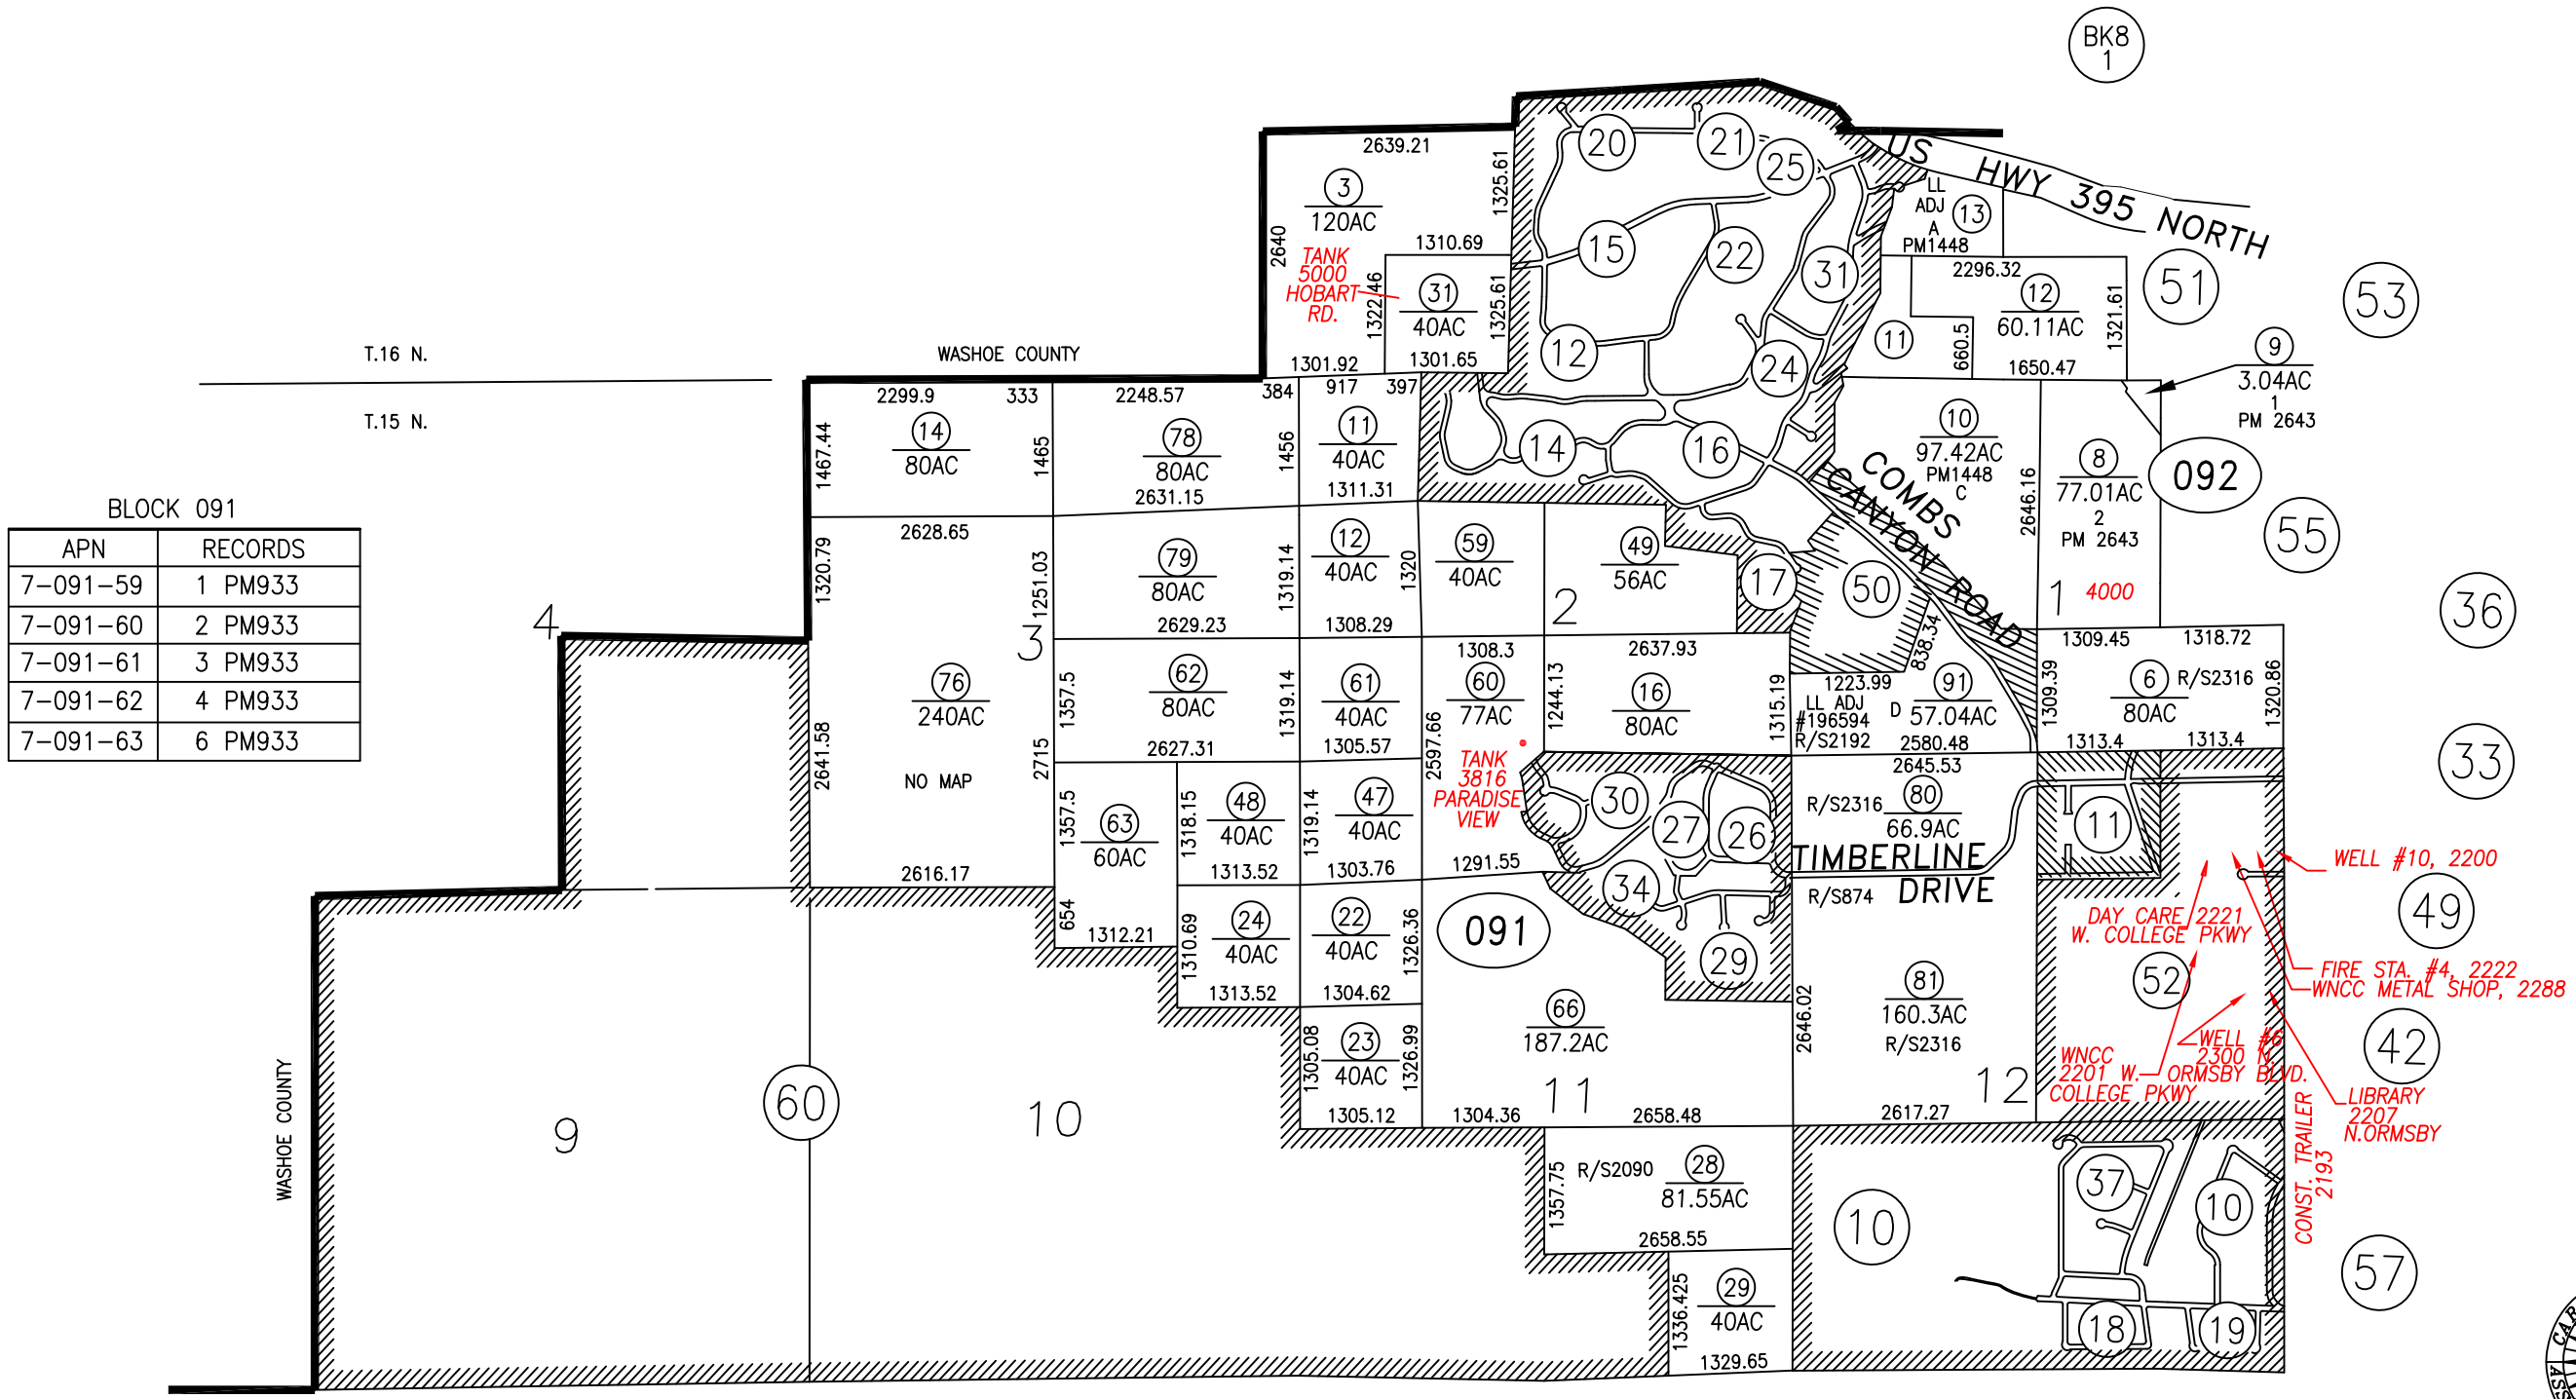 BK8
1
US HWY 395 NORTH
20
21
25
2639.21
3
120AC
1325.61
2640
TANK
5000
HOBART
RD.
1310.69
1322.46
31
40AC
1325.61
1301.92
1301.65
15
22
31
12
24
14
16
17
LL
ADJ
A
PM1448
13
2296.32
12
60.11AC
1321.61
11
660.5
1650.47
51
53
9
3.04AC
1
PM 2643
T.16 N.
T.15 N.
WASHOE COUNTY
2299.9
333
2248.57
384
917
397
1467.44
14
80AC
1465
78
80AC
1456
11
40AC
2631.15
1311.31
10
97.42AC
PM1448
C
2646.16
8
77.01AC
2
PM 2643
092
COMBS
CANYON ROAD
1
4000
55
36
BLOCK 091
APN RECORDS
7-091-59 1 PM933
7-091-60 2 PM933
7-091-61 3 PM933
7-091-62 4 PM933
7-091-63 6 PM933
4
1320.79
2628.65
1251.03
3
79
80AC
1319.14
12
40AC
1320
59
40AC
2
49
56AC
50
2629.23
1308.29
1308.3
2637.93
838.34
1309.45
1318.72
76
240AC
2641.58
NO MAP
2715
2616.17
1357.5
62
80AC
1319.14
61
40AC
60
77AC
1244.13
16
80AC
1315.19
1223.99
91
LL ADJ
#196594
R/S2192
D
57.04AC
2580.48
1309.39
6
R/S2316
80AC
1320.86
1313.4
1313.4
33
2627.31
1305.57
2597.66
TANK
3816
PARADISE
VIEW
1357.5
63
60AC
1318.15
48
40AC
1319.14
47
40AC
1313.52
1303.76
1291.55
30
27
26
34
29
2645.53
R/S2316
80
66.9AC
TIMBERLINE
DRIVE
R/S874
11
WELL #10, 2200
DAY CARE 2221
W. COLLEGE PKWY
49
FIRE STA. #4, 2222
WNCC METAL SHOP, 2288
52
654
1312.21
1310.69
24
40AC
22
40AC
1326.36
091
1313.52
1304.62
1305.08
23
40AC
1326.99
66
187.2AC
2646.02
81
160.3AC
R/S2316
WELL #6
2300 N.
ORMSBY BLVD.
WNCC
2201 W.
COLLEGE PKWY
42
LIBRARY
2207
N.ORMSBY
CONST. TRAILER
2193
WASHOE COUNTY
9
60
10
1305.12
1304.36
11
2658.48
2617.27
12
1357.75
R/S2090
28
81.55AC
2658.55
10
37
10
57
1336.425
29
40AC
1329.65
18
19